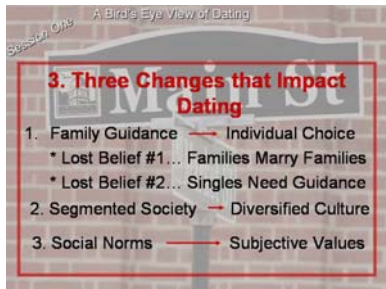 A Bird's Eye View of Dating
Session One
Main St
3. Three Changes that Impact
Dating
1. Family Guidance → Individual Choice
* Lost Belief #1… Families Marry Families
* Lost Belief #2… Singles Need Guidance
2. Segmented Society → Diversified Culture
3. Social Norms → Subjective Values